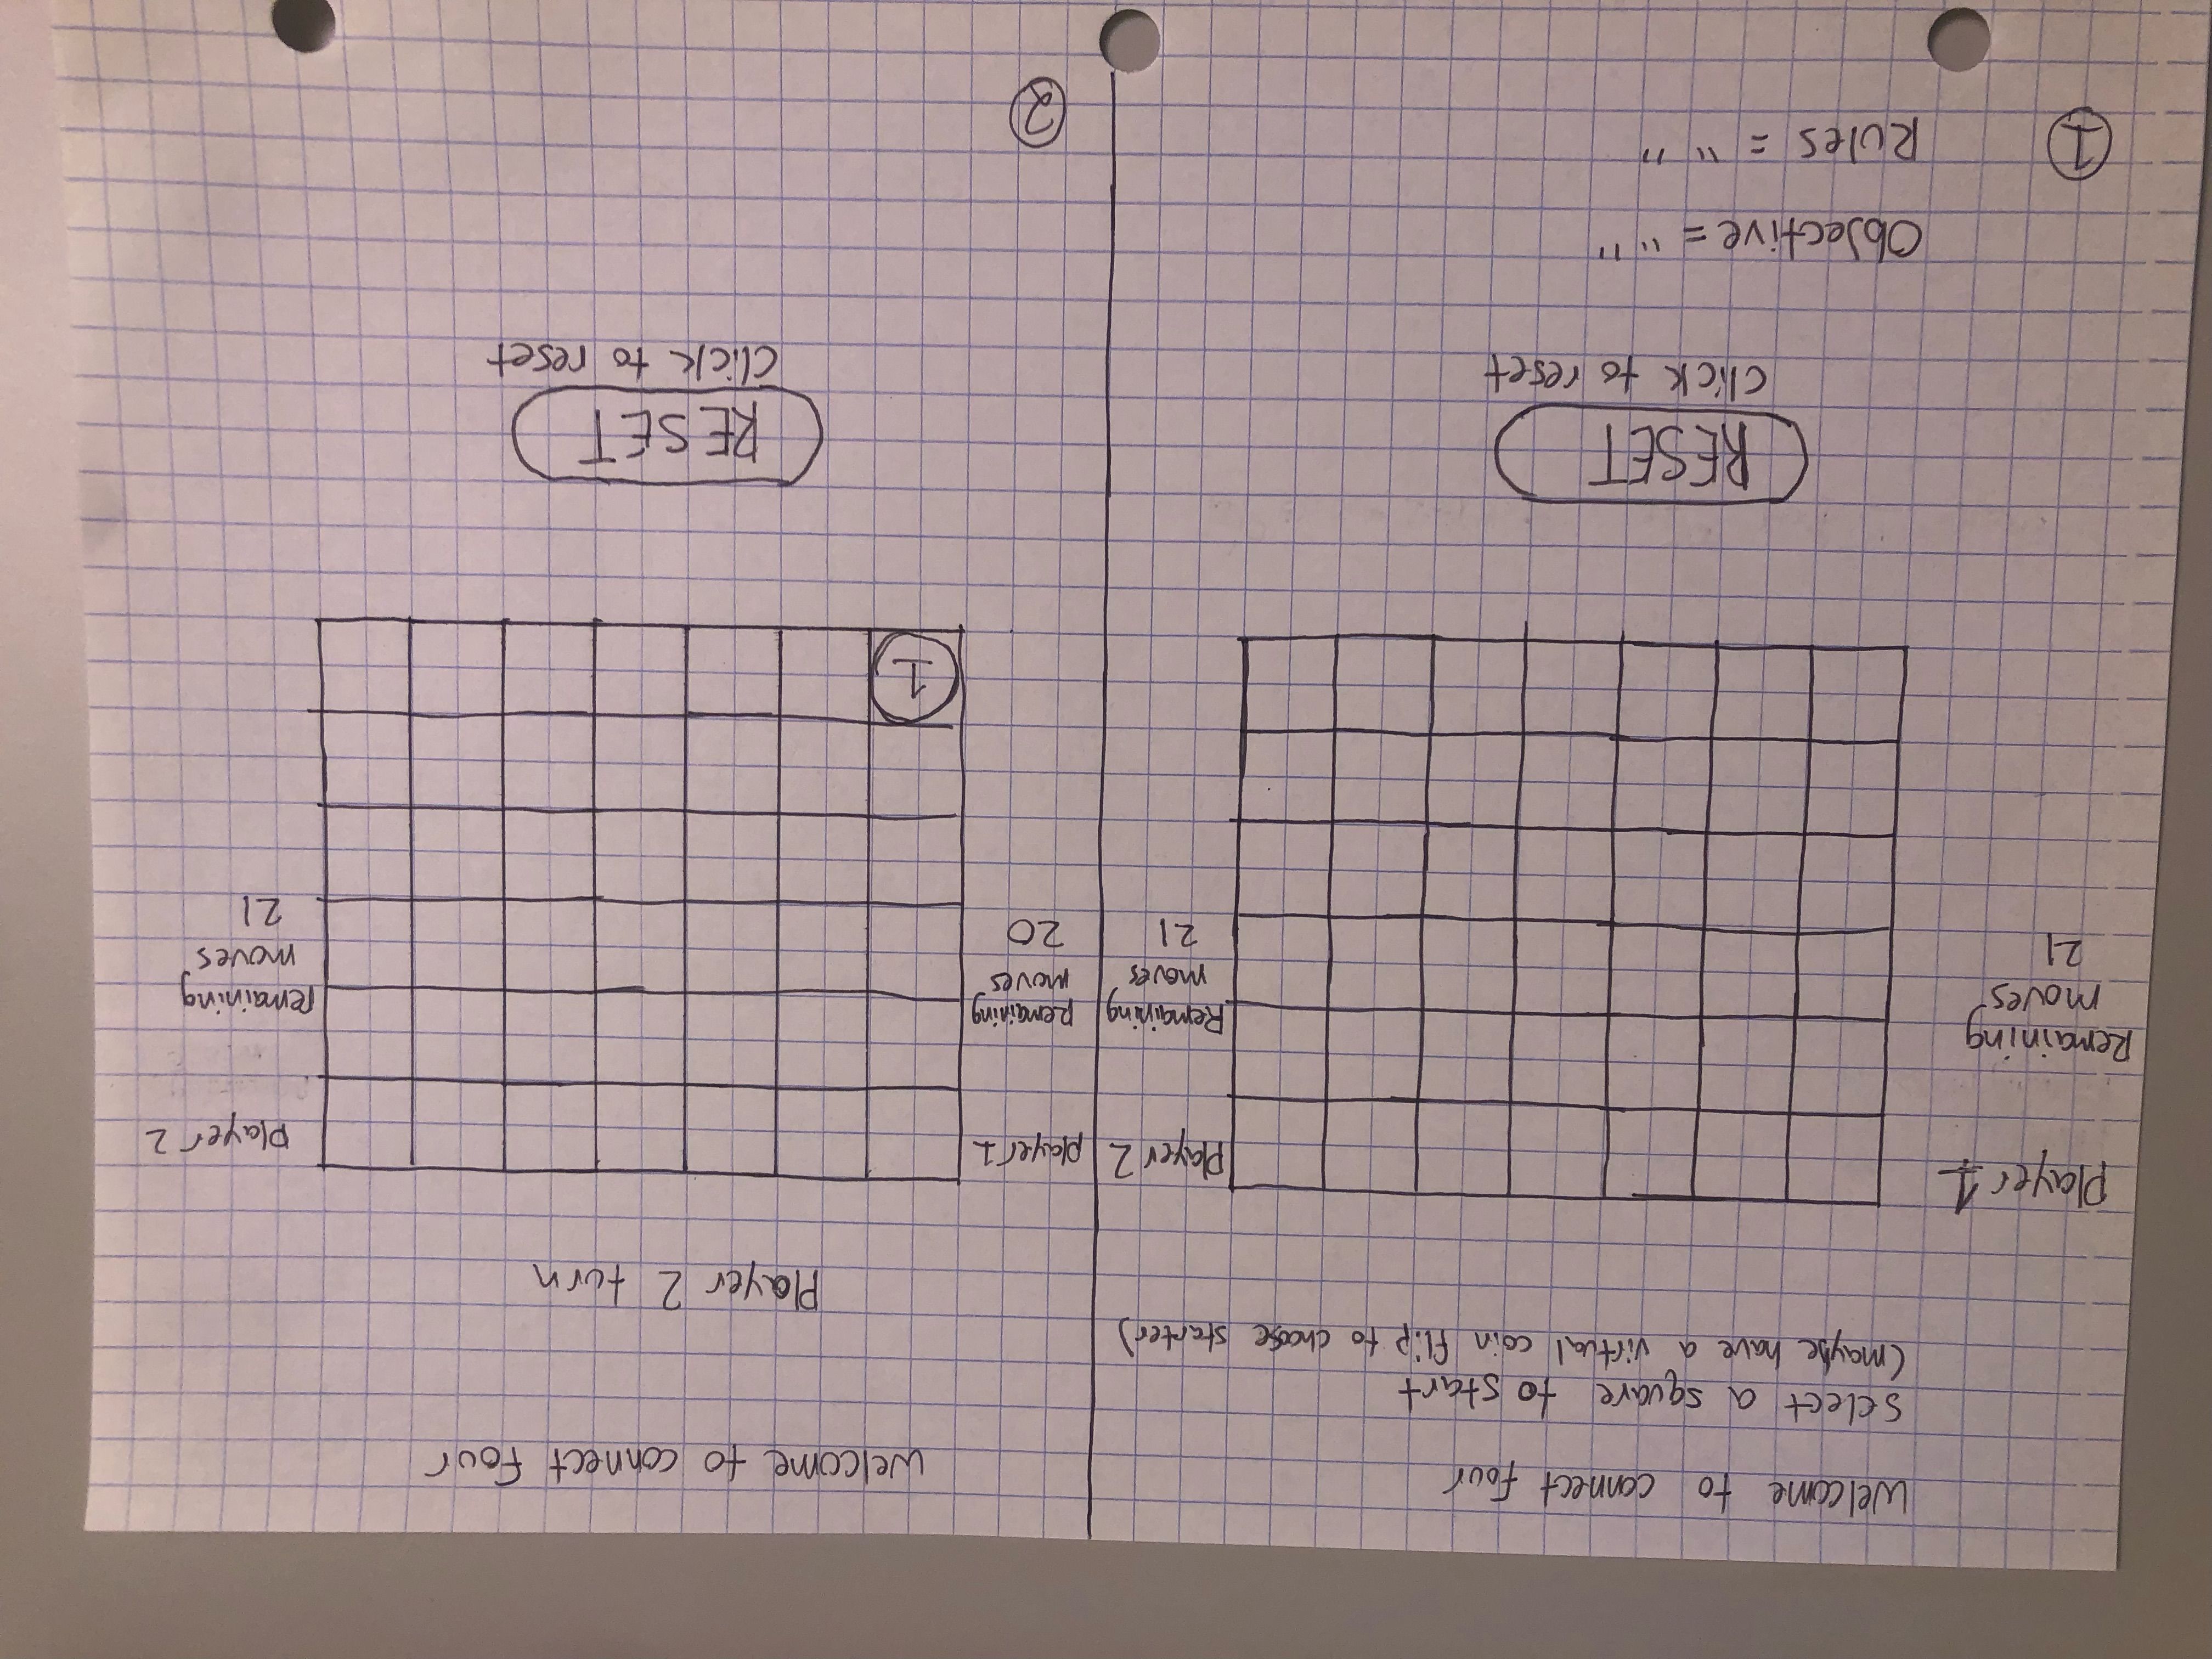 Welcome to connect four
Select a square to start
(maybe have a virtual coin flip to choose starter)
Player 1
Remaining
moves
21
Player 2
Remaining
moves
21
RESET
Click to reset
Objective = " "
Rules = " "
1
Welcome to connect four
Player 2 turn
player 1
remaining
moves
20
1
player 2
remaining
moves
21
RESET
Click to reset
2